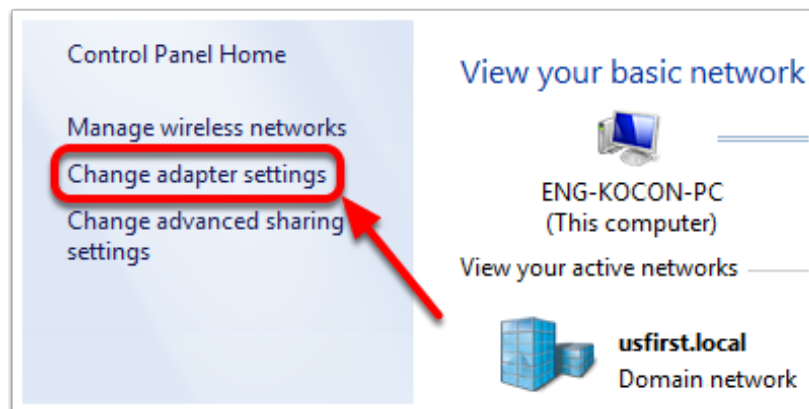 Control Panel Home
Manage wireless networks
Change adapter settings
Change advanced sharing
settings
View your basic network
ENG-KOCON-PC
(This computer)
View your active networks
usfirst.local
Domain network